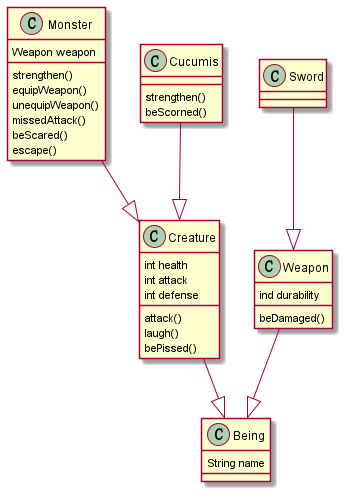 C Monster
Weapon weapon
strengthen()
equipWeapon()
unequipWeapon()
missedAttack()
beScared()
escape()
C Cucumis
strengthen()
beScorned()
C Sword
C Creature
int health
int attack
int defense
attack()
laugh()
bePissed()
C Weapon
ind durability
beDamaged()
C Being
String name